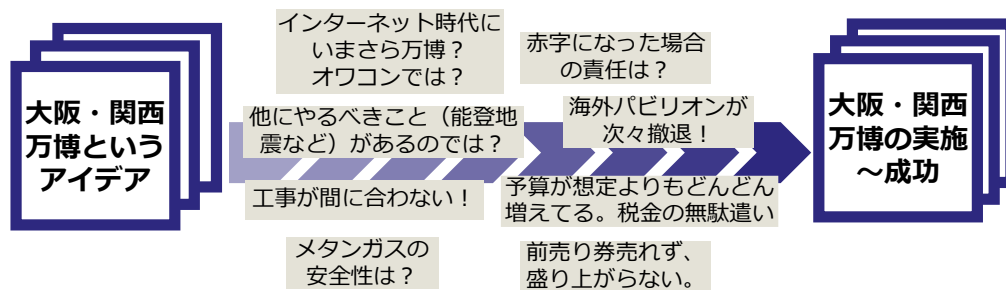 大阪・関西
万博という
アイデア
インターネット時代に
いまさら万博？
オワコンでは？
赤字になった場合
の責任は？
他にやるべきこと（能登地
震など）があるのでは？
海外パビリオンが
次々撤退！
工事が間に合わない！
予算が想定よりもどんどん
増えてる。税金の無駄遣い
メタンガスの
安全性は？
前売り券売れず、
盛り上がらない。
大阪・関西
万博の実施
～成功